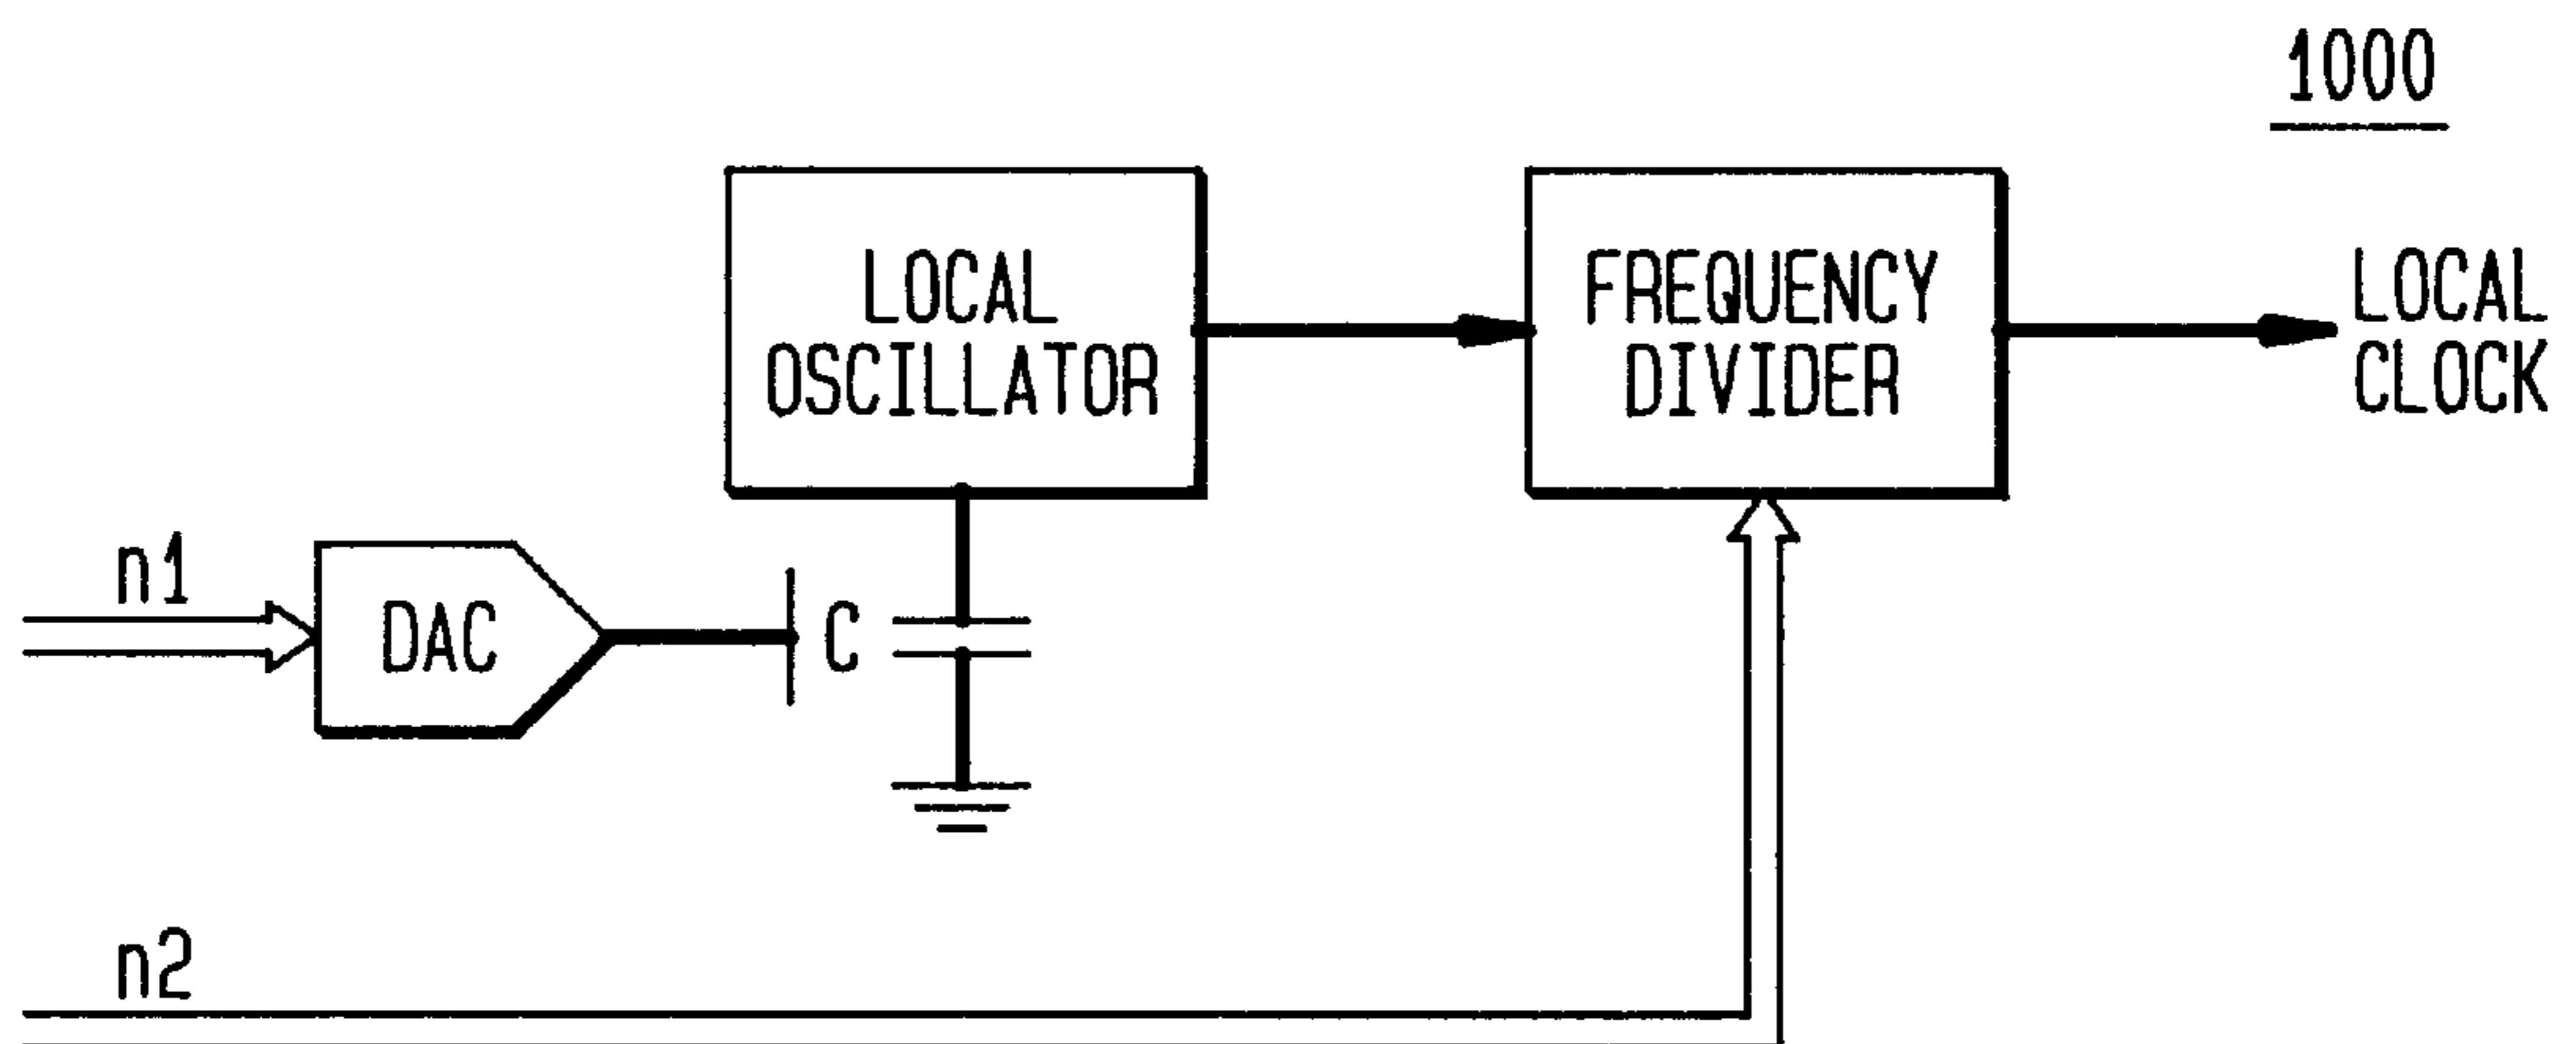 1000
LOCAL
OSCILLATOR
FREQUENCY
DIVIDER
LOCAL
CLOCK
n1
DAC
C
n2